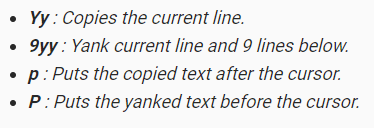 • Yy : Copies the current line.
• 9yy : Yank current line and 9 lines below.
• p : Puts the copied text after the cursor.
• P : Puts the yanked text before the cursor.